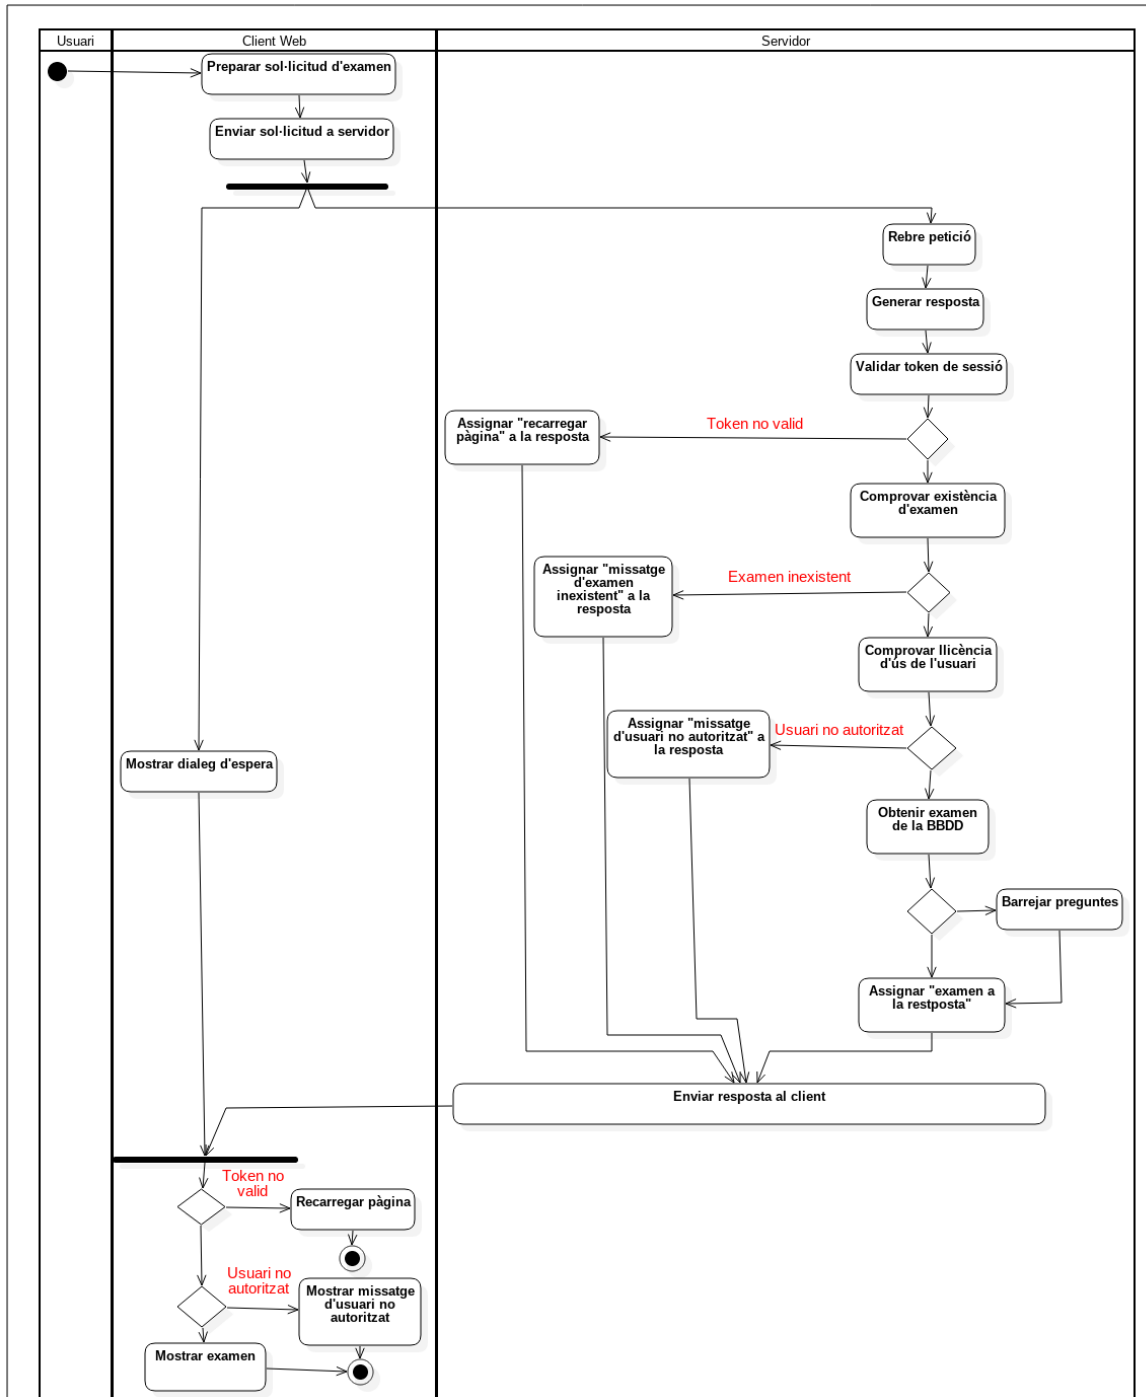 Usuari
Client Web
Servidor
Preparar sol·licitud d'examen
Enviar sol·licitud a servidor
Rebre petició
Generar resposta
Validar token de sessió
Token no valid
Assignar "recarregar
pàgina" a la resposta
Comprovar existència
d'examen
Examen inexistent
Assignar "missatge
d'examen
inexistent" a la
resposta
Comprovar llicència
d'ús de l'usuari
Usuari no autoritzat
Assignar "missatge
d'usuari no autoritzat" a
la resposta
Mostrar dialeg d'espera
Obtenir examen
de la BBDD
Barrejar preguntes
Assignar "examen a
la restposta"
Enviar resposta al client
Token no
valid
Recarregar pàgina
Usuari no
autoritzat
Mostrar missatge
d'usuari no
autoritzat
Mostrar examen